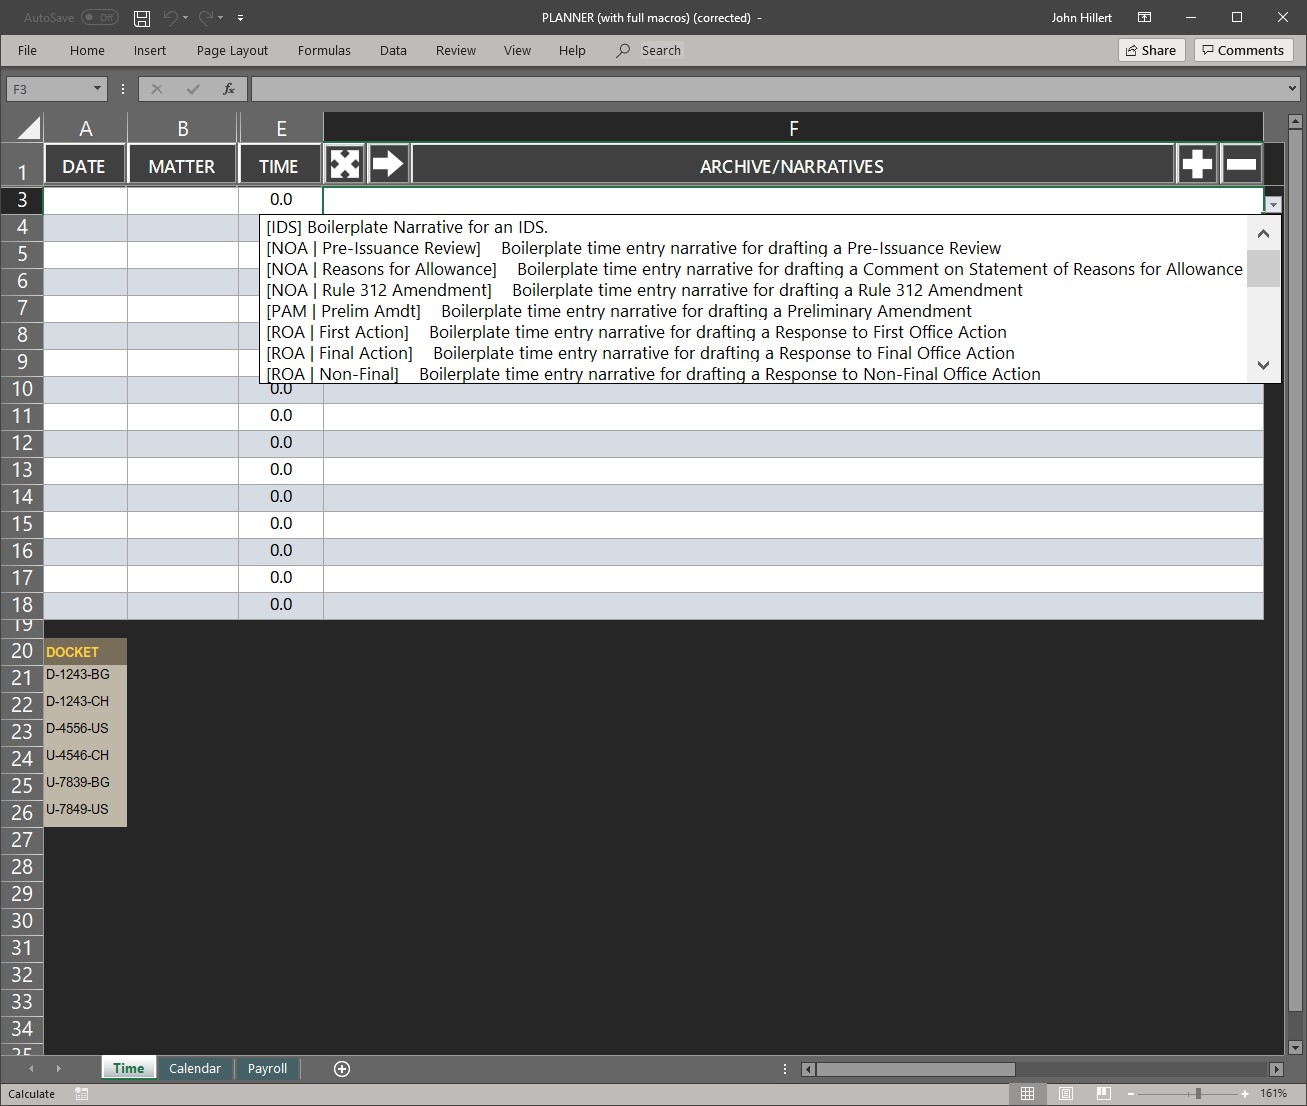 AutoSave Off PLANNER (with full macros) (corrected) - John Hillert
File Home Insert Page Layout Formulas Data Review View Help Search Share Comments
F3 fx
A B E F
1 DATE MATTER TIME ARCHIVE/NARRATIVES
3 0.0
4
5
6
7
8
9
[IDS] Boilerplate Narrative for an IDS.
[NOA | Pre-Issuance Review] Boilerplate time entry narrative for drafting a Pre-Issuance Review
[NOA | Reasons for Allowance] Boilerplate time entry narrative for drafting a Comment on Statement of Reasons for Allowance
[NOA | Rule 312 Amendment] Boilerplate time entry narrative for drafting a Rule 312 Amendment
[PAM | Prelim Amdt] Boilerplate time entry narrative for drafting a Preliminary Amendment
[ROA | First Action] Boilerplate time entry narrative for drafting a Response to First Office Action
[ROA | Final Action] Boilerplate time entry narrative for drafting a Response to Final Office Action
[ROA | Non-Final] Boilerplate time entry narrative for drafting a Response to Non-Final Office Action
10 0.0
11 0.0
12 0.0
13 0.0
14 0.0
15 0.0
16 0.0
17 0.0
18 0.0
19
20 DOCKET
21 D-1243-BG
22 D-1243-CH
23 D-4556-US
24 U-4546-CH
25 U-7839-BG
26 U-7849-US
27
28
29
30
31
32
33
34
35
Time Calendar Payroll
Calculate 161%